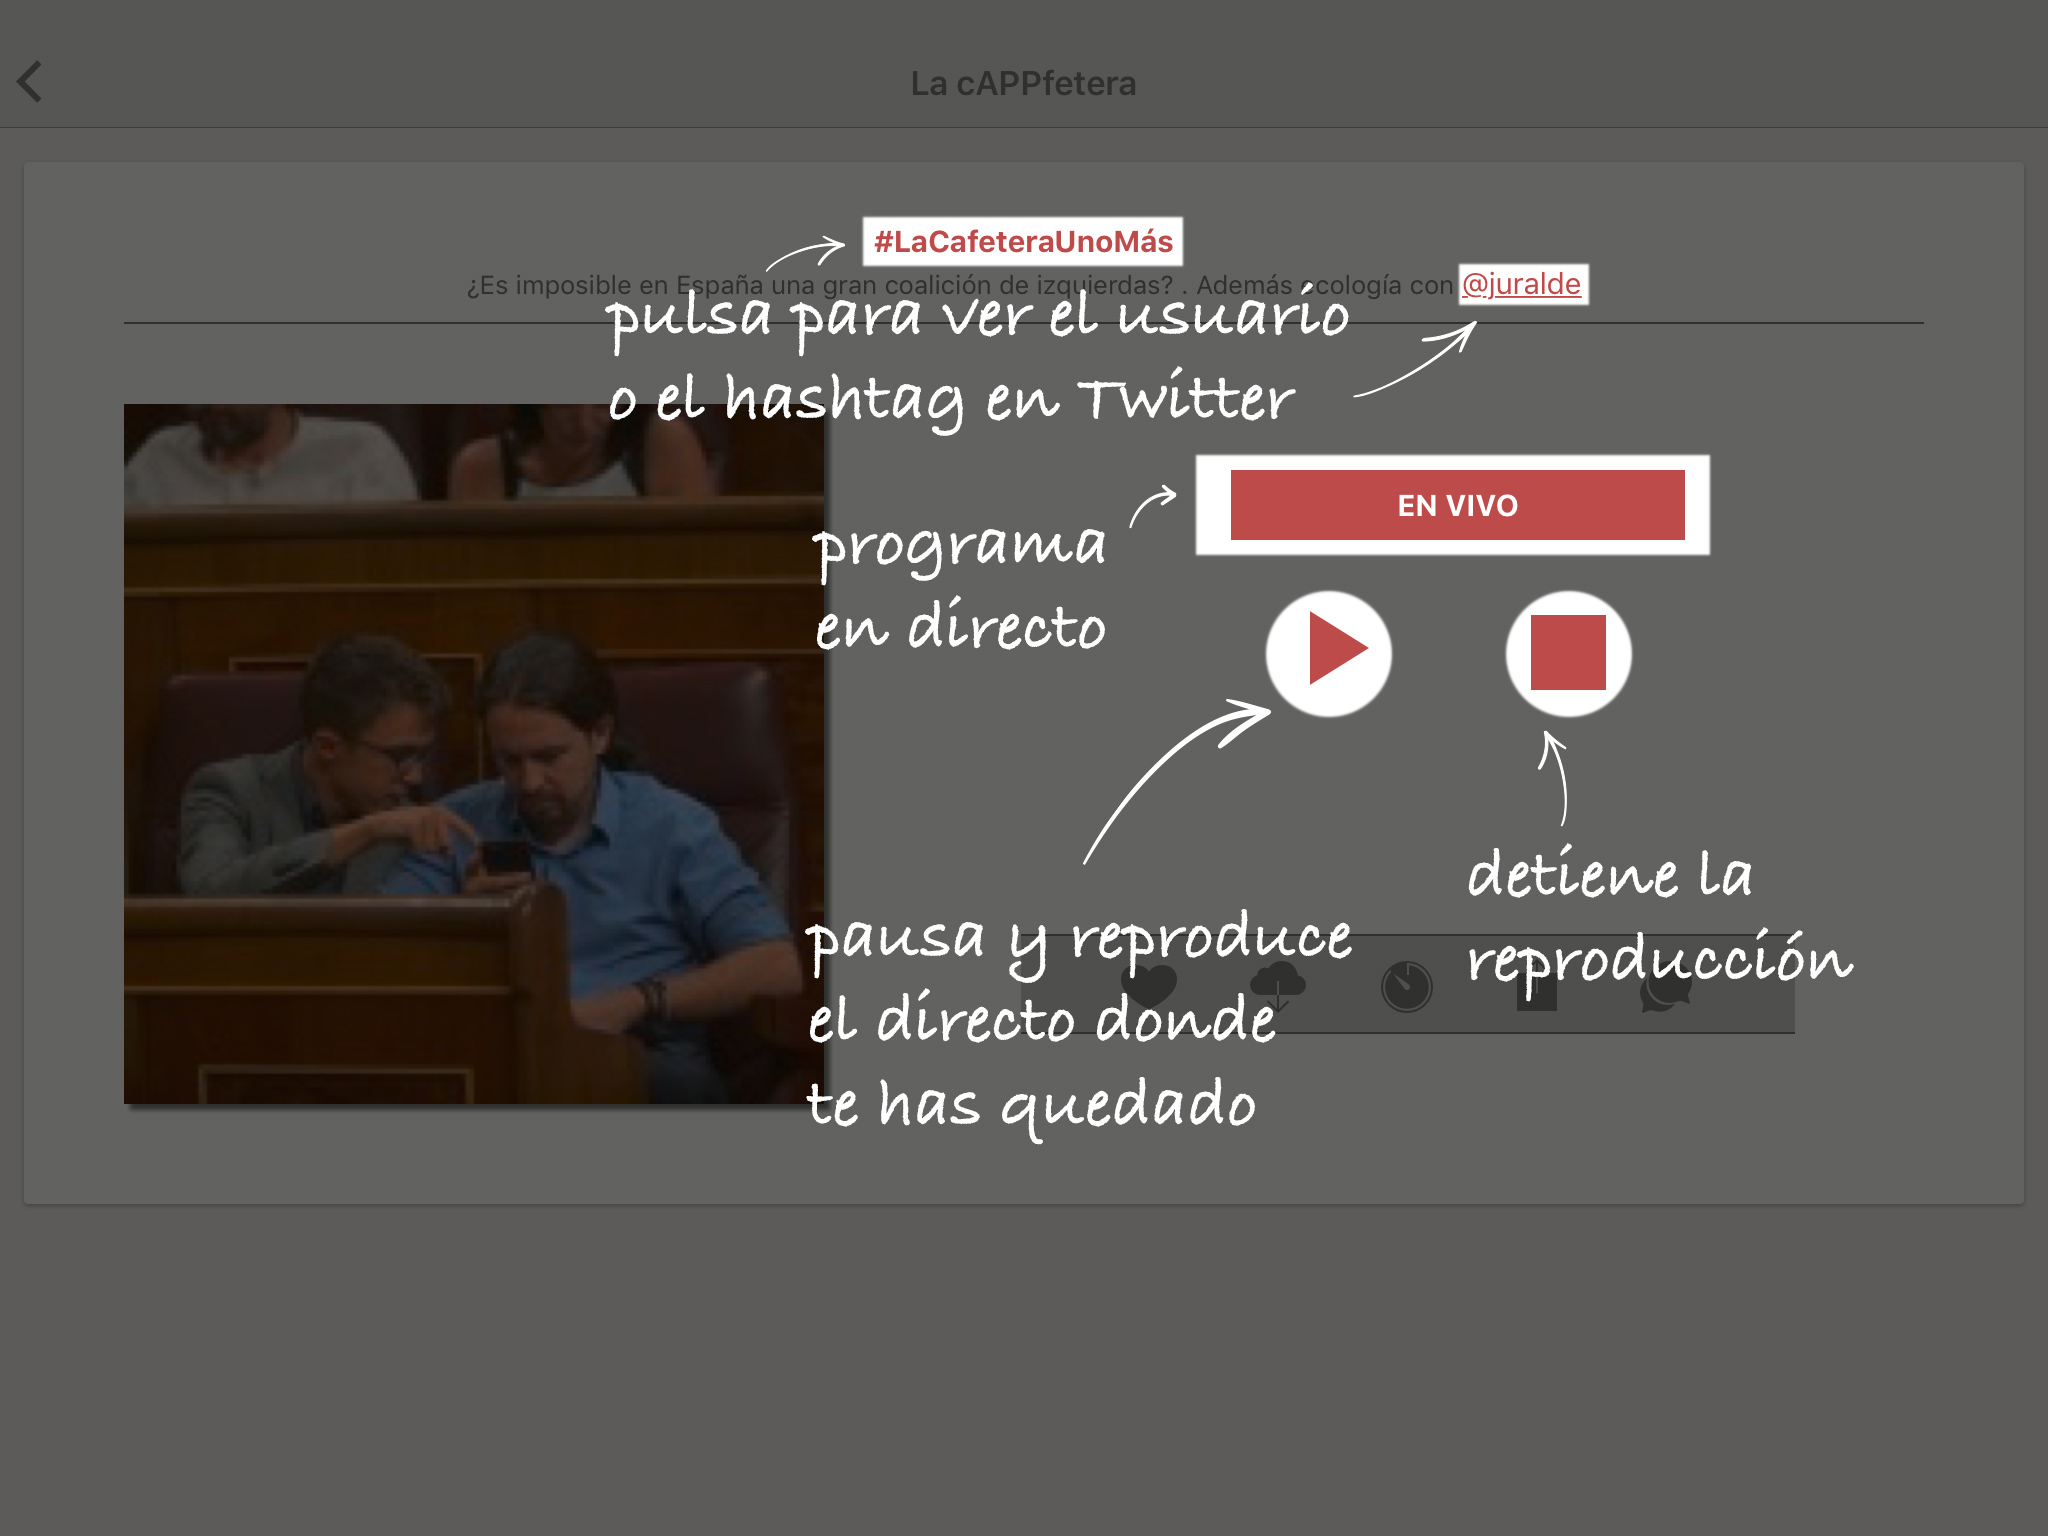 La cAPPfetera
#LaCafeteraUnoMás
¿Es imposible en España una gran coalición de izquierdas? . Además ecología con @juralde
pulsa para ver el usuario
o el hashtag en Twitter
EN VIVO
programa
en directo
detiene la
reproducción
pausa y reproduce
el directo donde
te has quedado